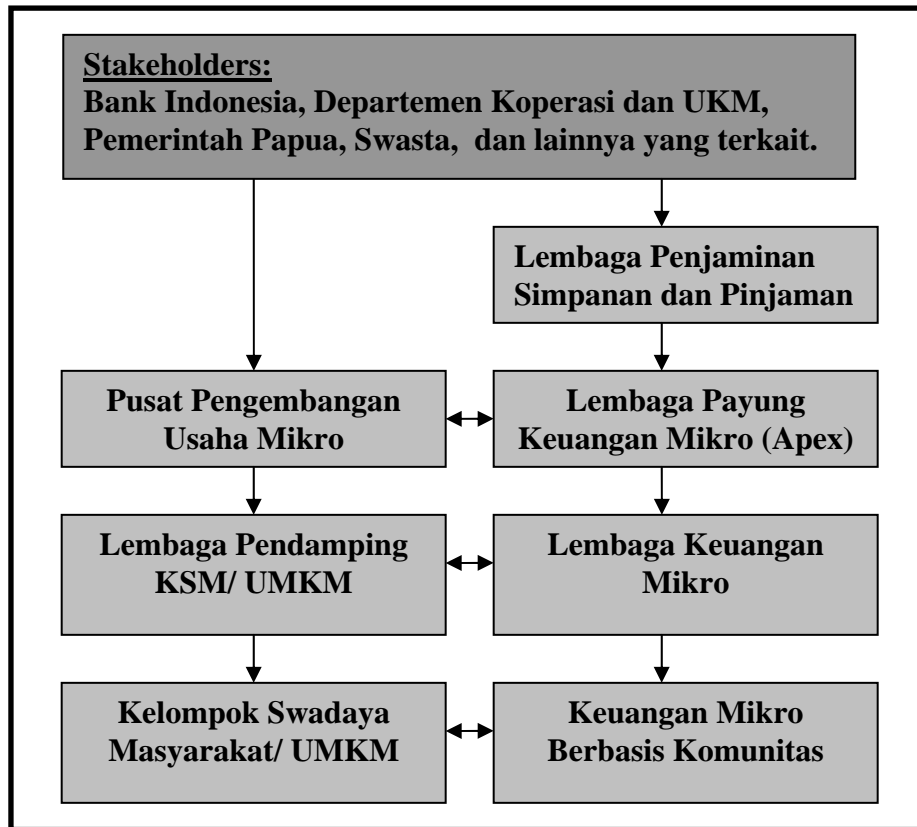 Stakeholders:
Bank Indonesia, Departemen Koperasi dan UKM,
Pemerintah Papua, Swasta,  dan lainnya yang terkait.
Lembaga Penjaminan
Simpanan dan Pinjaman
Pusat Pengembangan
Usaha Mikro
Lembaga Payung
Keuangan Mikro (Apex)
Lembaga Pendamping
KSM/ UMKM
Lembaga Keuangan
Mikro
Kelompok Swadaya
Masyarakat/ UMKM
Keuangan Mikro
Berbasis Komunitas